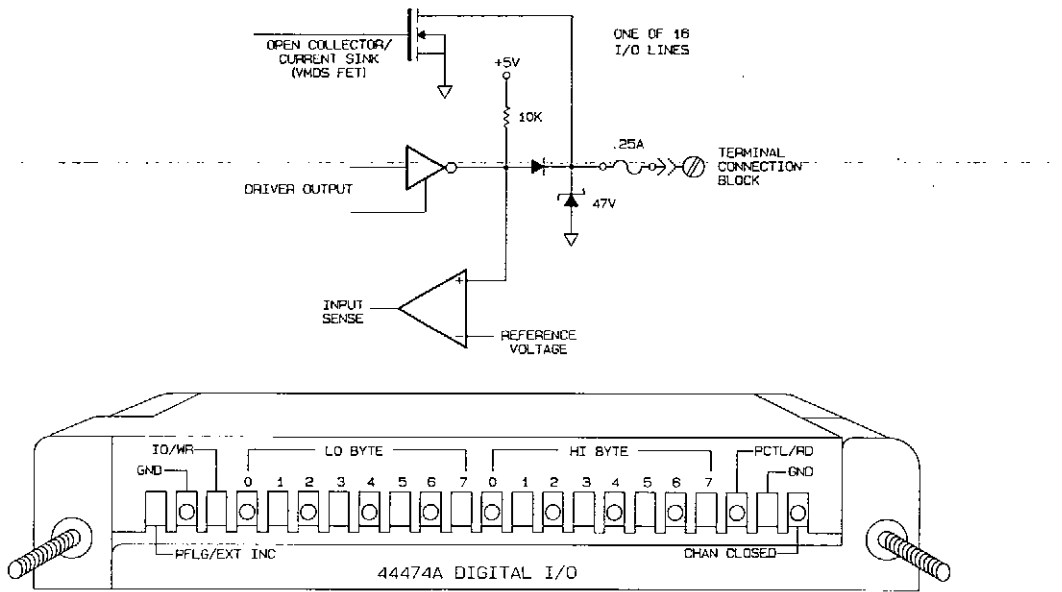 OPEN COLLECTOR/
CURRENT SINK
(VMOS FET)
ONE OF 16
I/O LINES
+5V
10K
.25A
TERMINAL
CONNECTION
BLOCK
DRIVER OUTPUT
47V
+
INPUT
SENSE
-
REFERENCE
VOLTAGE
IO/WR
LO BYTE
HI BYTE
PCTL/RD
GND
GND
0 1 2 3 4 5 6 7 0 1 2 3 4 5 6 7
PFLG/EXT INC
CHAN CLOSED
44474A DIGITAL I/O